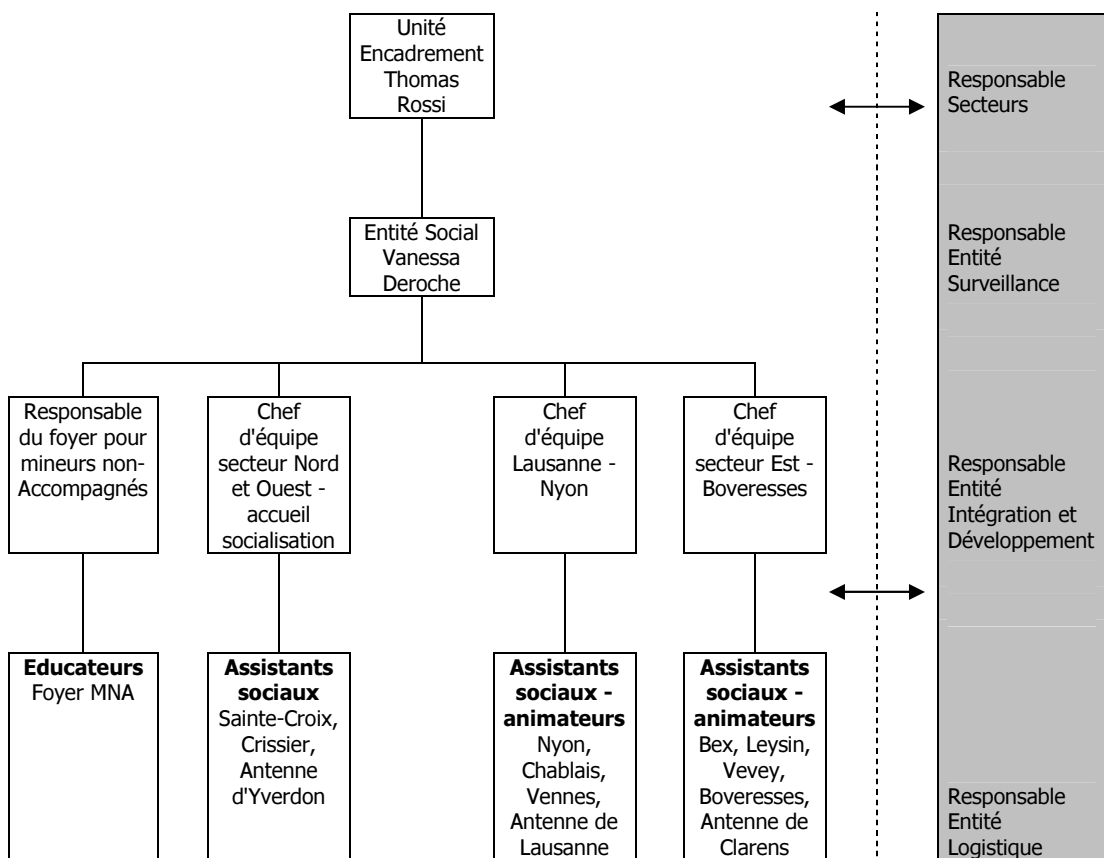 Unité
Encadrement
Thomas
Rossi
Responsable
Secteurs
Entité Social
Vanessa
Deroche
Responsable
Entité
Surveillance
Responsable
du foyer pour
mineurs non-
Accompagnés
Chef
d'équipe
secteur Nord
et Ouest -
accueil
socialisation
Chef
d'équipe
Lausanne -
Nyon
Chef
d'équipe
secteur Est -
Boveresses
Responsable
Entité
Intégration et
Développement
Educateurs
Foyer MNA
Assistants
sociaux
Sainte-Croix,
Crissier,
Antenne
d'Yverdon
Assistants
sociaux -
animateurs
Nyon,
Chablais,
Vennes,
Antenne de
Lausanne
Assistants
sociaux -
animateurs
Bex, Leysin,
Vevey,
Boveresses,
Antenne de
Clarens
Responsable
Entité
Logistique